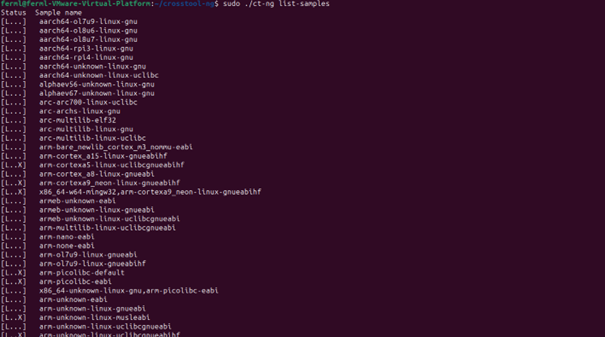 ferml@ferml-VMware-Virtual-Platform:~/crosstool-ng$ sudo ./ct-ng list-samples
Status  Sample name
[L...]   aarch64-ol7u9-linux-gnu
[L...]   aarch64-ol8u6-linux-gnu
[L...]   aarch64-ol8u7-linux-gnu
[L...]   aarch64-rpi3-linux-gnu
[L...]   aarch64-rpi4-linux-gnu
[L...]   aarch64-unknown-linux-gnu
[L...]   aarch64-unknown-linux-uclibc
[L...]   alphaev56-unknown-linux-gnu
[L...]   alphaev67-unknown-linux-gnu
[L...]   arc-arc700-linux-uclibc
[L...]   arc-archs-linux-gnu
[L...]   arc-multilib-elf32
[L...]   arc-multilib-linux-gnu
[L...]   arc-multilib-linux-uclibc
[L...]   arm-bare_newlib_cortex_m3_nommu-eabi
[L...]   arm-cortex_a15-linux-gnueabihf
[L..X]   arm-cortexa5-linux-uclibcgnueabihf
[L...]   arm-cortex_a8-linux-gnueabi
[L..X]   arm-cortexa9_neon-linux-gnueabihf
[L..X]   x86_64-w64-mingw32,arm-cortexa9_neon-linux-gnueabihf
[L...]   armeb-unknown-eabi
[L...]   armeb-unknown-linux-gnueabi
[L...]   armeb-unknown-linux-uclibcgnueabi
[L...]   arm-multilib-linux-uclibcgnueabi
[L...]   arm-nano-eabi
[L...]   arm-none-eabi
[L...]   arm-ol7u9-linux-gnueabi
[L...]   arm-ol7u9-linux-gnueabihf
[L..X]   arm-picolibc-default
[L..X]   arm-picolibc-eabi
[L...]   x86_64-unknown-linux-gnu,arm-picolibc-eabi
[L...]   arm-unknown-eabi
[L...]   arm-unknown-linux-gnueabi
[L..X]   arm-unknown-linux-musleabi
[L...]   arm-unknown-linux-uclibcgnueabi
[L..X]   arm-unknown-linux-uclibcgnueabihf